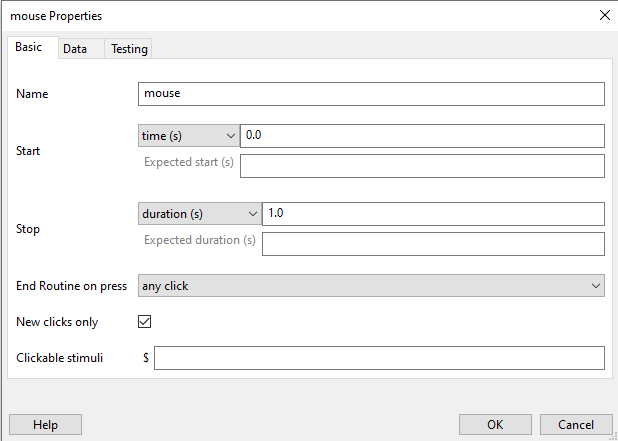 mouse Properties
Basic Data Testing
Name mouse
Start time (s) 0.0
Expected start (s)
Stop duration (s) 1.0
Expected duration (s)
End Routine on press any click
New clicks only
Clickable stimuli $
Help OK Cancel